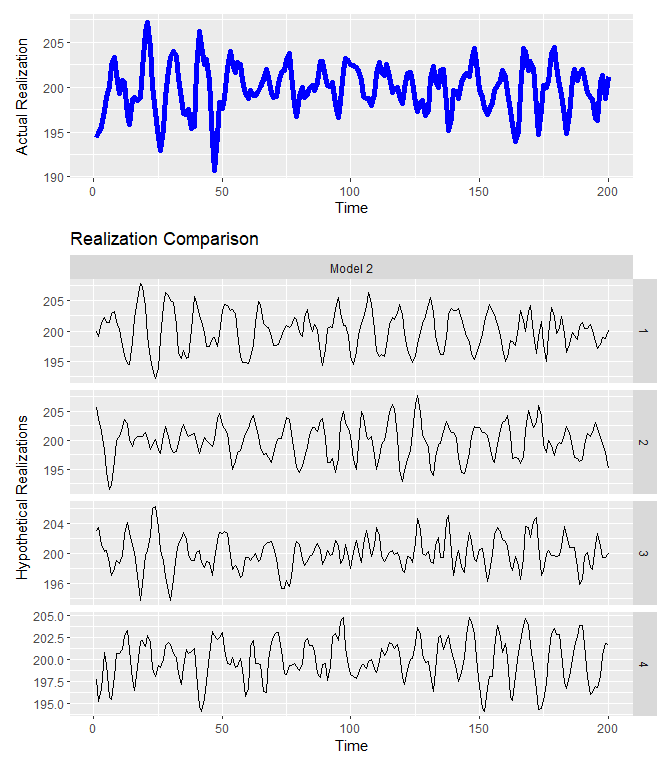 Actual Realization
205
200
195
190
0 50 100 150 200
Time
Realization Comparison
Model 2
Hypothetical Realizations
205
200
195
1
205
200
195
2
204
200
196
3
205.0
202.5
200.0
197.5
195.0
4
0 50 100 150 200
Time